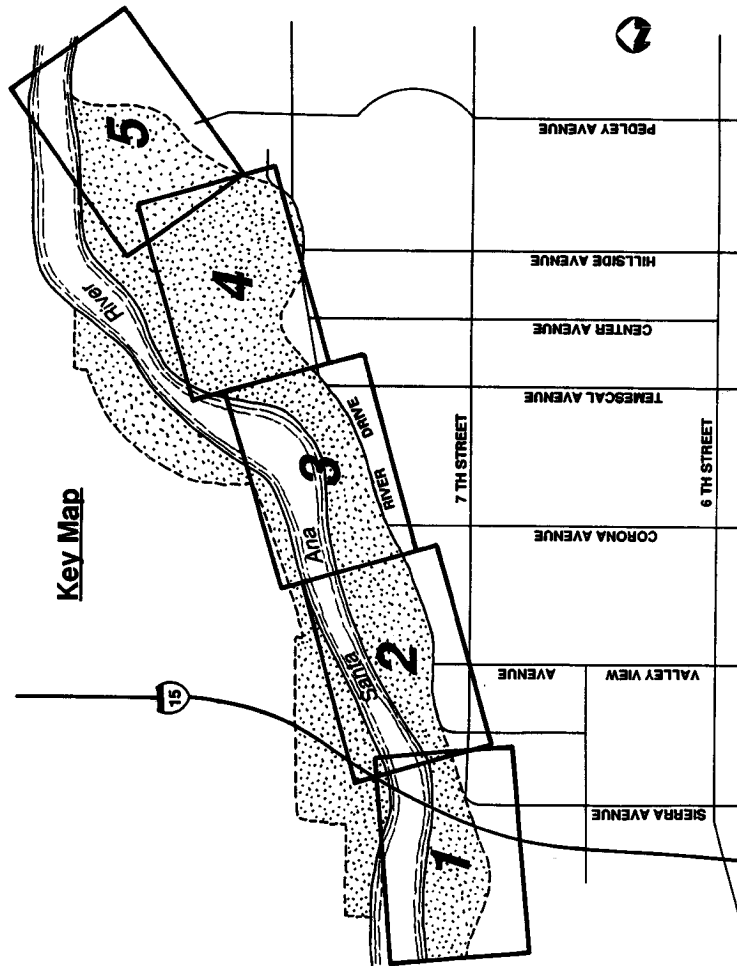 Key Map
15
N
1
2
3
4
5
Santa
Ana
River
RIVER DRIVE
7 TH STREET
6 TH STREET
SIERRA AVENUE
VALLEY VIEW
AVENUE
CORONA AVENUE
TEMESCAL AVENUE
CENTER AVENUE
HILLSIDE AVENUE
PEDLEY AVENUE